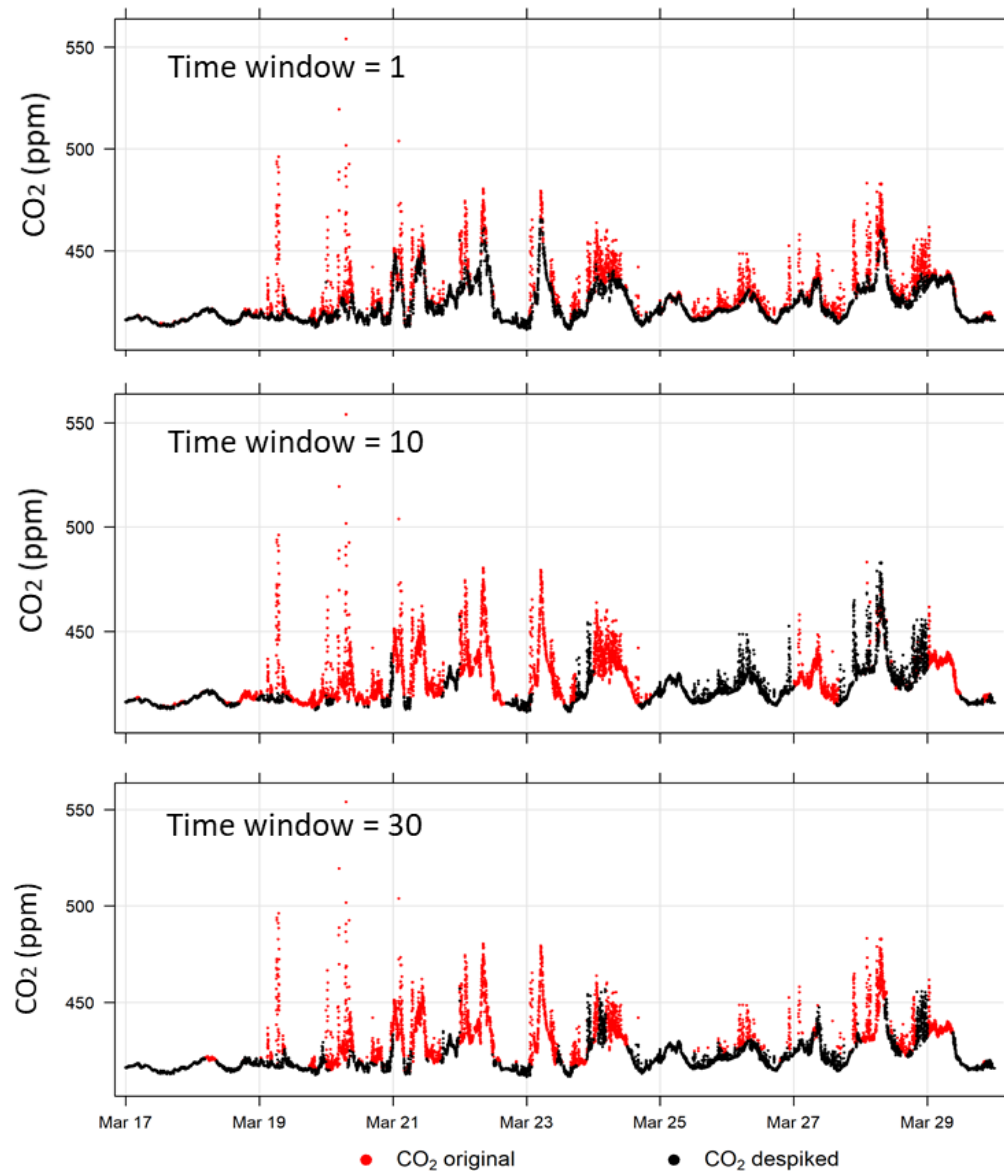 Time window = 1
CO₂ (ppm)
550
500
450
Time window = 10
CO₂ (ppm)
550
500
450
Time window = 30
CO₂ (ppm)
550
500
450
Mar 17 Mar 19 Mar 21 Mar 23 Mar 25 Mar 27 Mar 29
CO₂ original CO₂ despiked